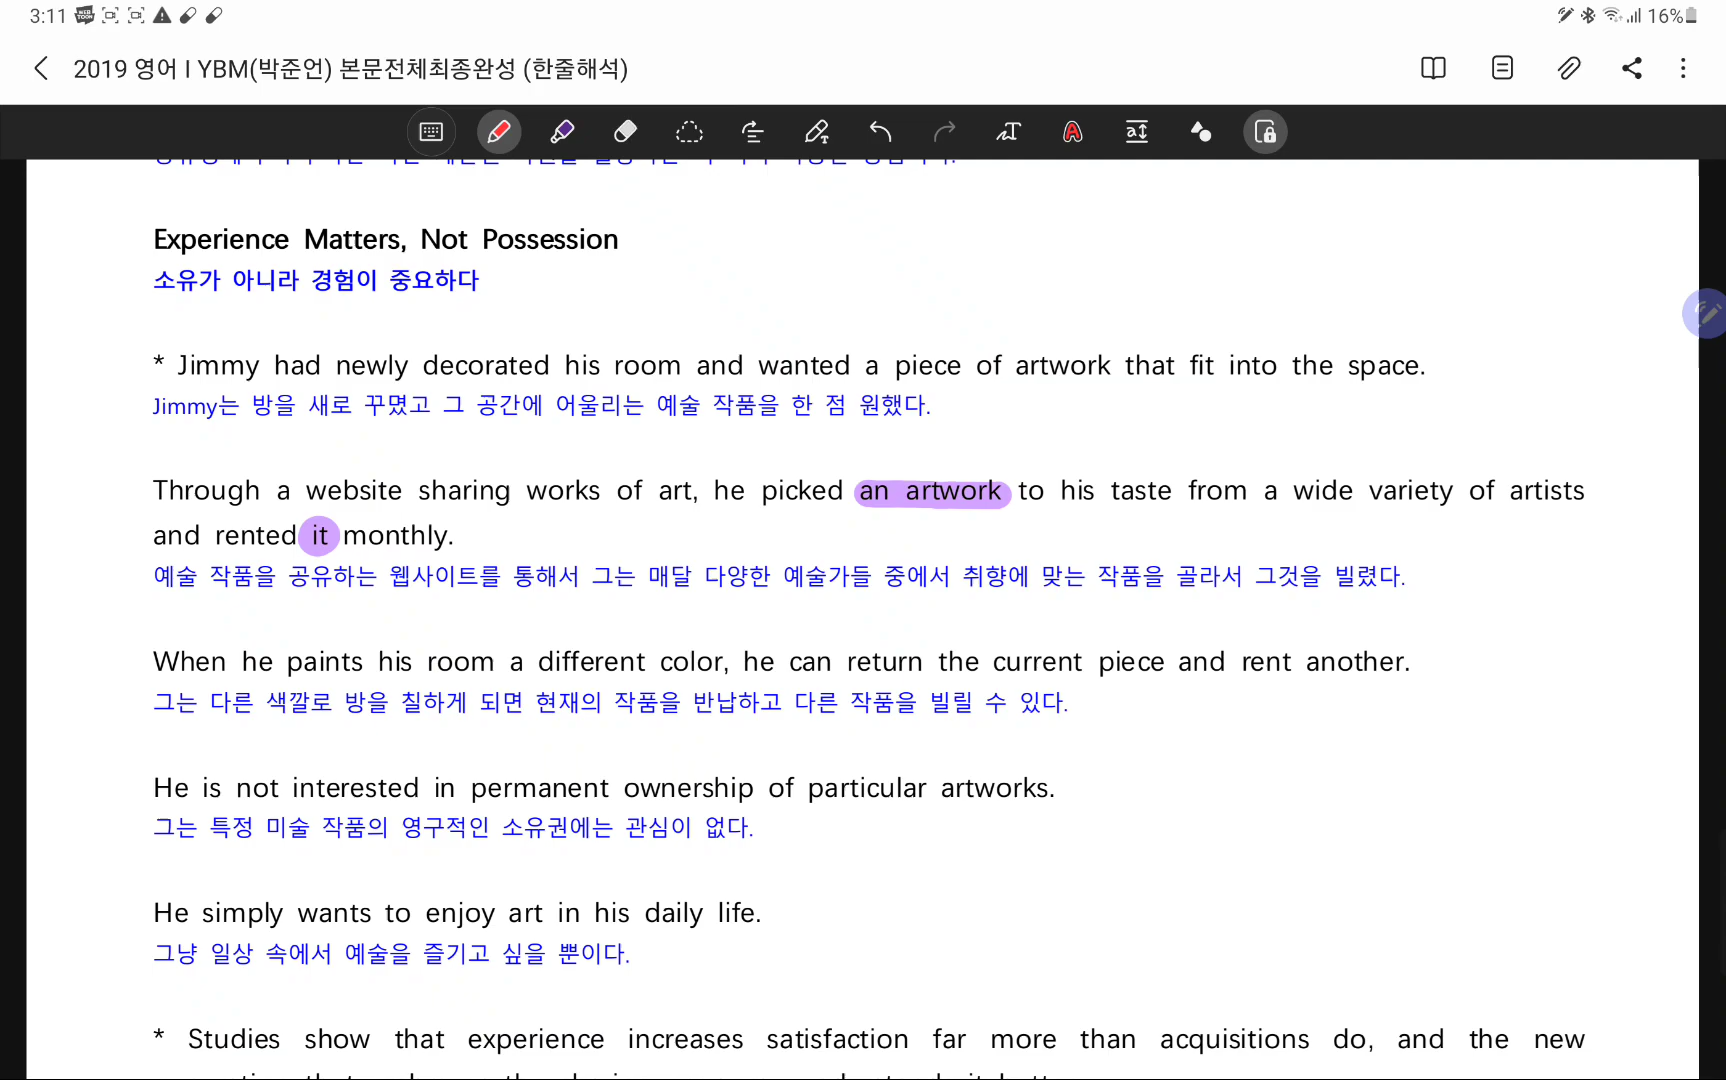 3:11
16%
2019 영어 I YBM(박준언) 본문전체최종완성 (한줄해석)
Experience Matters, Not Possession
소유가 아니라 경험이 중요하다
* Jimmy had newly decorated his room and wanted a piece of artwork that fit into the space.
Jimmy는 방을 새로 꾸몄고 그 공간에 어울리는 예술 작품을 한 점 원했다.
Through a website sharing works of art, he picked an artwork to his taste from a wide variety of artists
and rented it monthly.
예술 작품을 공유하는 웹사이트를 통해서 그는 매달 다양한 예술가들 중에서 취향에 맞는 작품을 골라서 그것을 빌렸다.
When he paints his room a different color, he can return the current piece and rent another.
그는 다른 색깔로 방을 칠하게 되면 현재의 작품을 반납하고 다른 작품을 빌릴 수 있다.
He is not interested in permanent ownership of particular artworks.
그는 특정 미술 작품의 영구적인 소유권에는 관심이 없다.
He simply wants to enjoy art in his daily life.
그냥 일상 속에서 예술을 즐기고 싶을 뿐이다.
* Studies show that experience increases satisfaction far more than acquisitions do, and the new